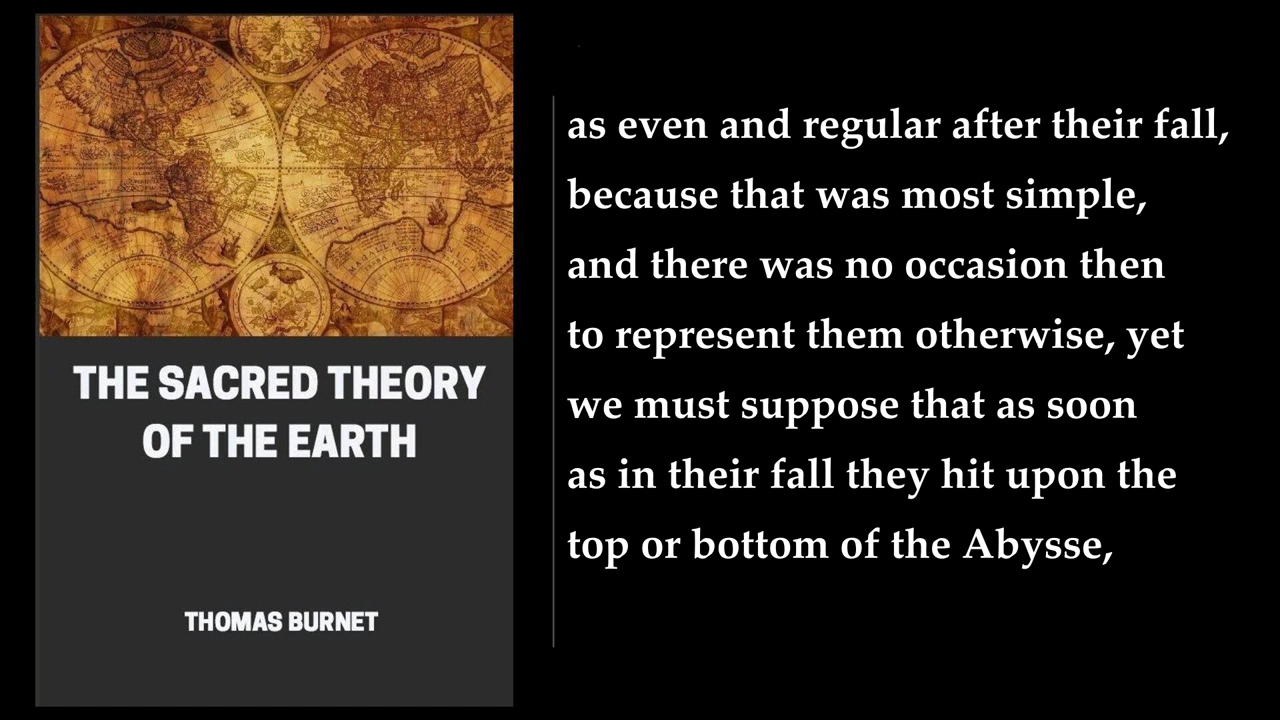 THE SACRED THEORY
OF THE EARTH
THOMAS BURNET
as even and regular after their fall,
because that was most simple,
and there was no occasion then
to represent them otherwise, yet
we must suppose that as soon
as in their fall they hit upon the
top or bottom of the Abysse,